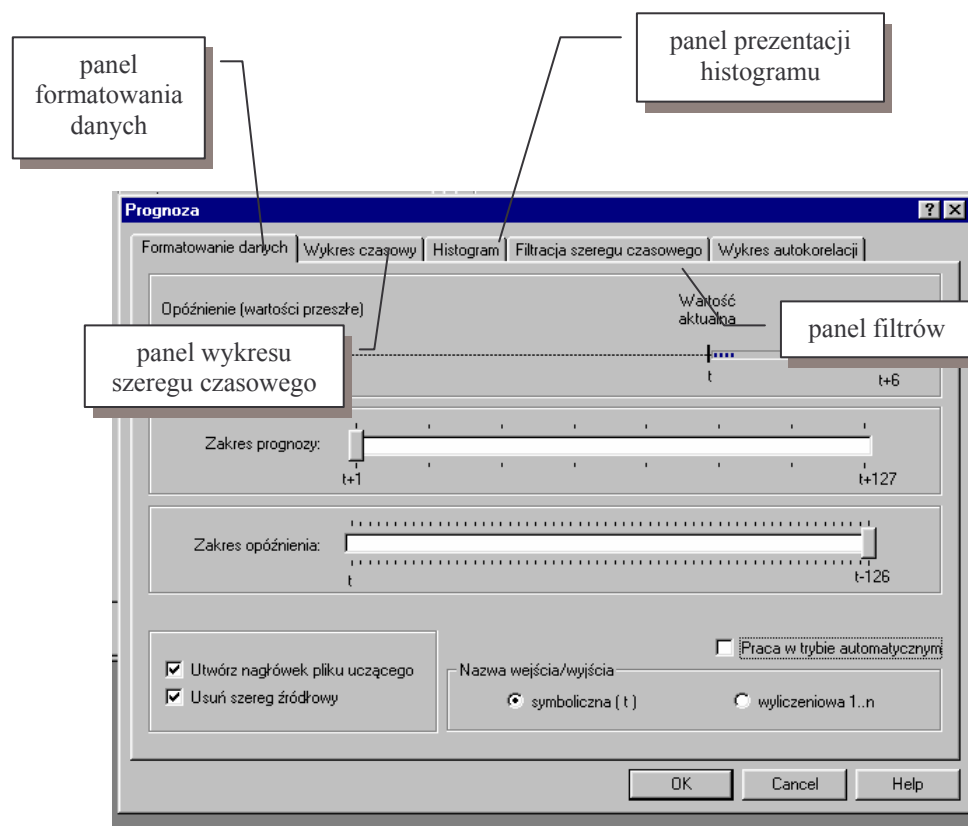 panel
formatowania
danych
panel prezentacji
histogramu
Prognoza
Formatowanie danych Wykres czasowy Histogram Filtracja szeregu czasowego Wykres autokorelacji
Opóźnienie (wartości przeszłe)
Wartość
aktualna
panel filtrów
panel wykresu
szeregu czasowego
t
t+6
Zakres prognozy:
t+1
t+127
Zakres opóźnienia:
t
t-126
Praca w trybie automatycznym
Utwórz nagłówek pliku uczącego
Usuń szereg źródłowy
Nazwa wejścia/wyjścia
symboliczna ( t )
wyliczeniowa 1..n
OK Cancel Help